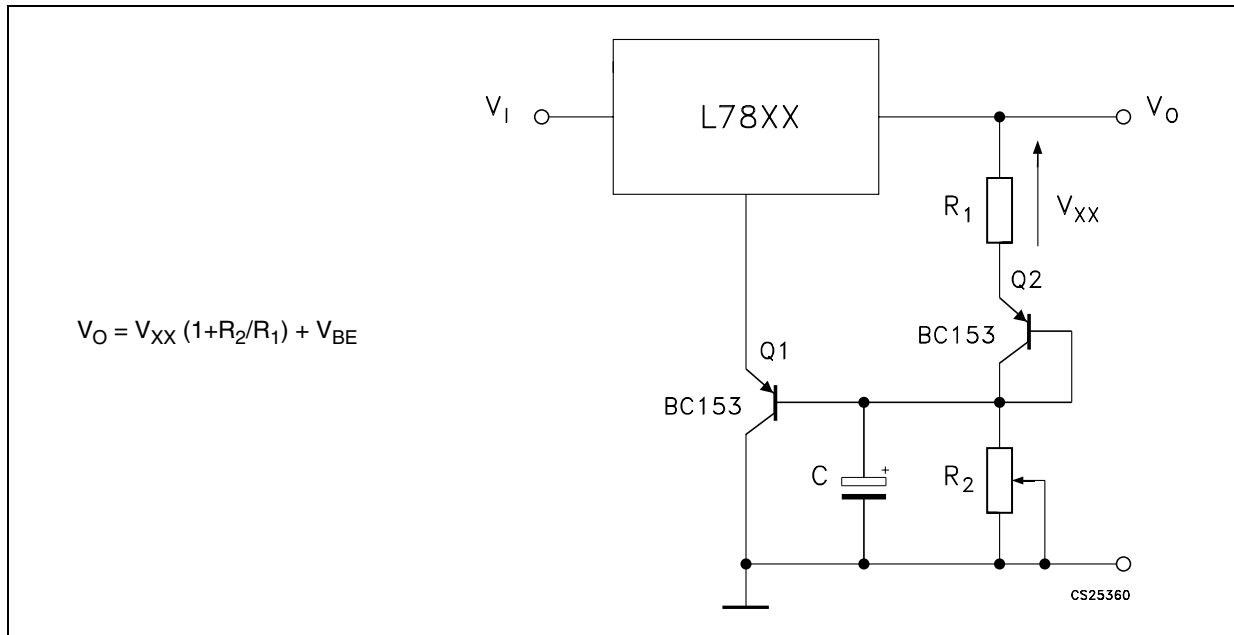 L78XX
V_I
V_O
R_1
V_XX
Q2
BC153
V_O = V_XX (1+R_2/R_1) + V_BE
Q1
BC153
C
+
R_2
CS25360